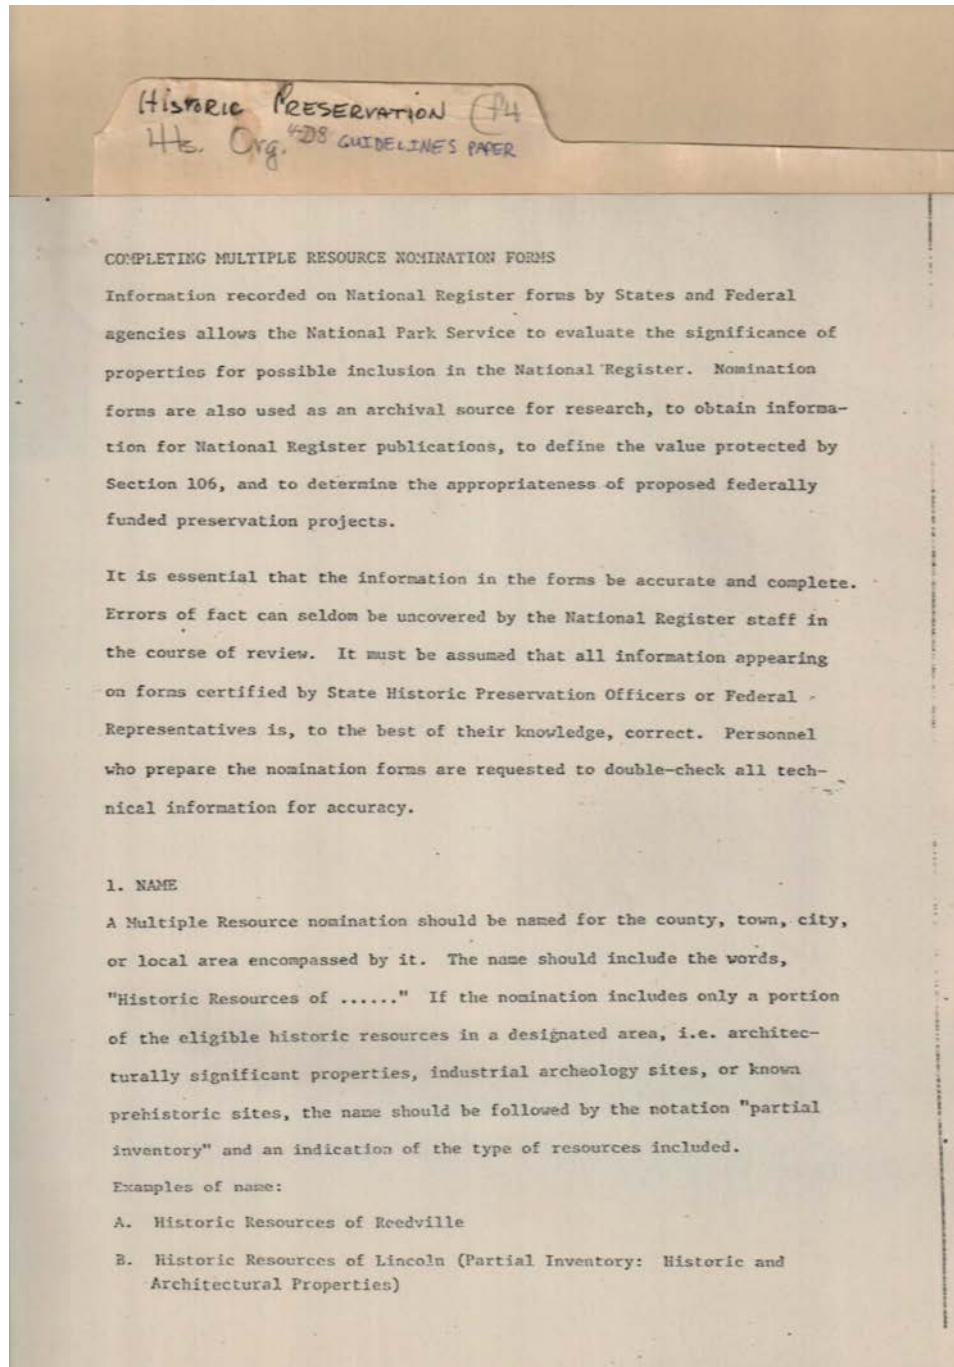 HISTORIC PRESERVATION (P4
Hts. Org. 4-D8 GUIDELINES PAPER
COMPLETING MULTIPLE RESOURCE NOMINATION FORMS
Information recorded on National Register forms by States and Federal
agencies allows the National Park Service to evaluate the significance of
properties for possible inclusion in the National Register. Nomination
forms are also used as an archival source for research, to obtain informa-
tion for National Register publications, to define the value protected by
Section 106, and to determine the appropriateness of proposed federally
funded preservation projects.
It is essential that the information in the forms be accurate and complete.
Errors of fact can seldom be uncovered by the National Register staff in
the course of review. It must be assumed that all information appearing
on forms certified by State Historic Preservation Officers or Federal
Representatives is, to the best of their knowledge, correct. Personnel
who prepare the nomination forms are requested to double-check all tech-
nical information for accuracy.
1. NAME
A Multiple Resource nomination should be named for the county, town, city,
or local area encompassed by it. The name should include the words,
"Historic Resources of ......" If the nomination includes only a portion
of the eligible historic resources in a designated area, i.e. architec-
turally significant properties, industrial archeology sites, or known
prehistoric sites, the name should be followed by the notation "partial
inventory" and an indication of the type of resources included.
Examples of name:
A. Historic Resources of Reedville
B. Historic Resources of Lincoln (Partial Inventory: Historic and
Architectural Properties)